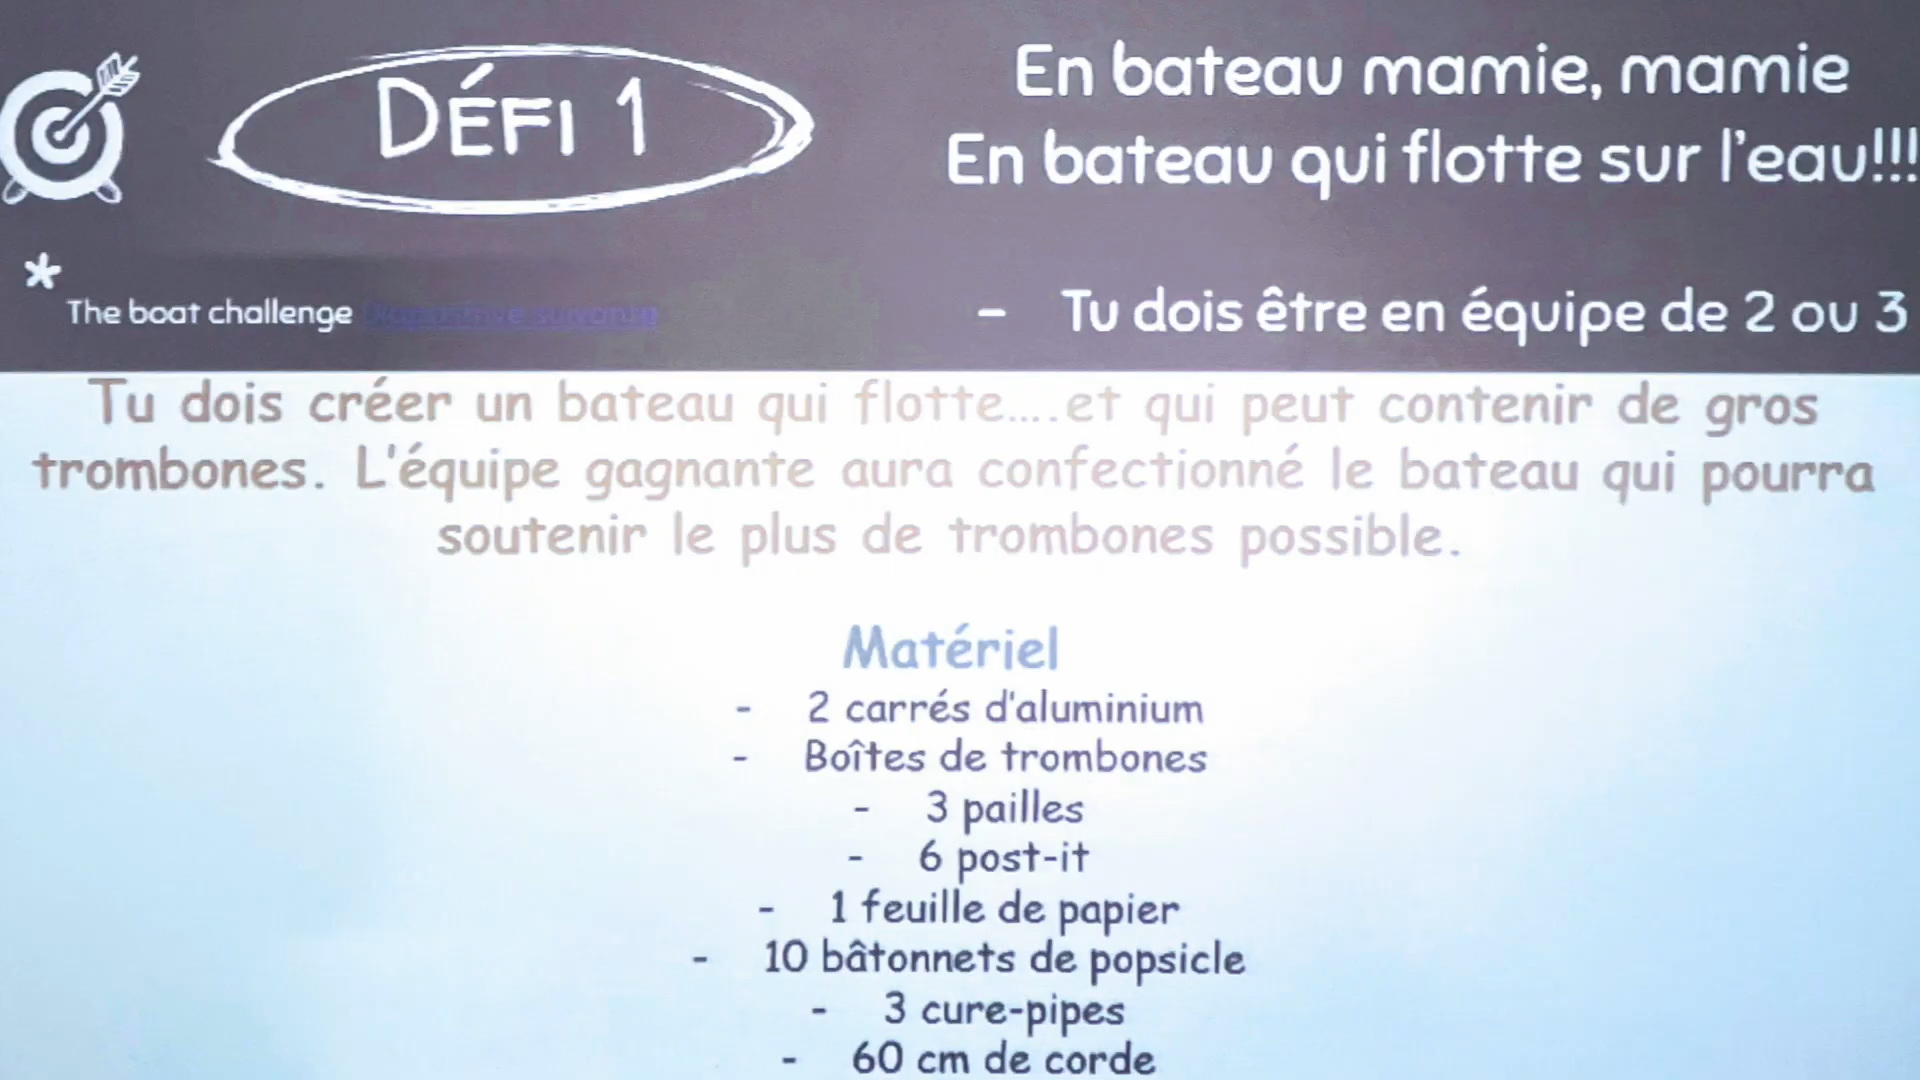 DÉFI 1
En bateau mamie, mamie
En bateau qui flotte sur l'eau!!!
*
The boat challenge
- Tu dois être en équipe de 2 ou 3
Tu dois créer un bateau qui flotte....et qui peut contenir de gros
trombones. L'équipe gagnante aura confectionné le bateau qui pourra
soutenir le plus de trombones possible.
Matériel
- 2 carrés d'aluminium
- Boîtes de trombones
- 3 pailles
- 6 post-it
- 1 feuille de papier
- 10 bâtonnets de popsicle
- 3 cure-pipes
- 60 cm de corde